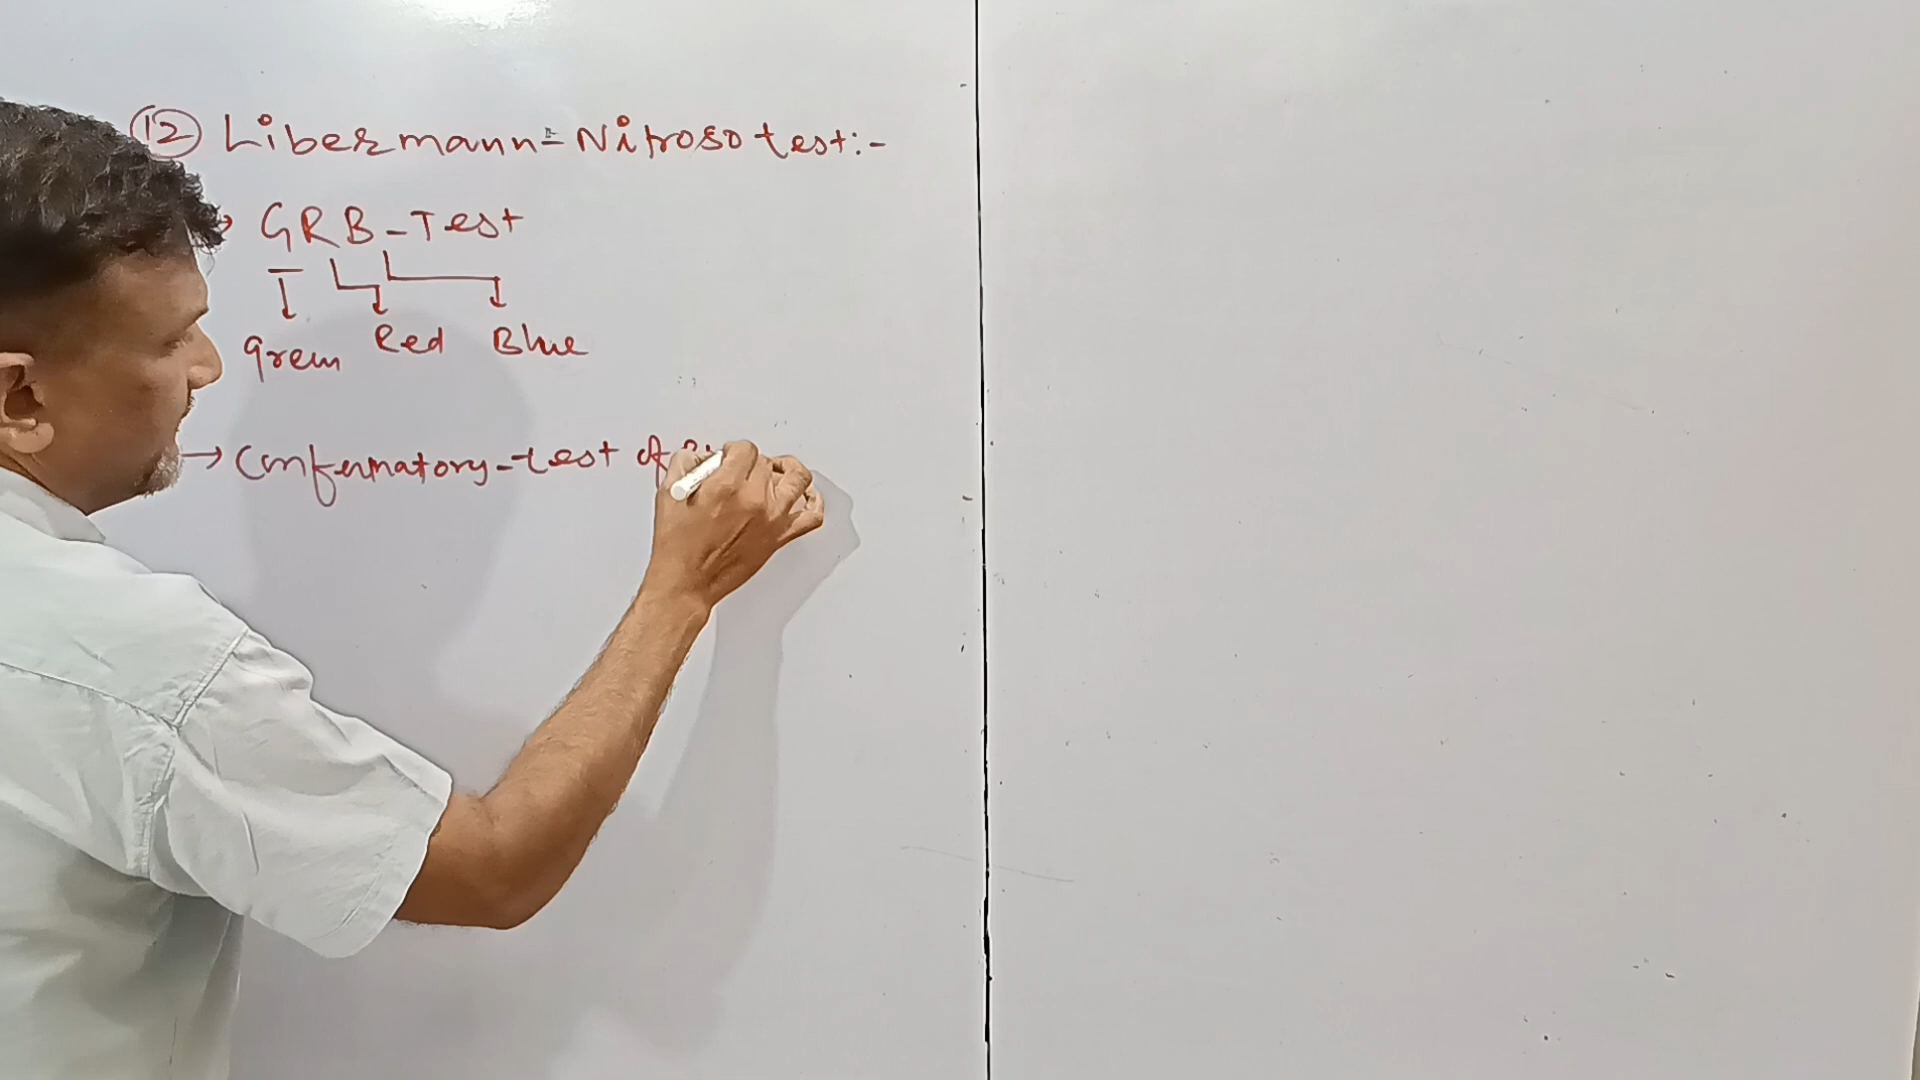 12 Libermann = Nitroso test:-
→ GRB - Test
green Red Blue
→ Confermatory - test of